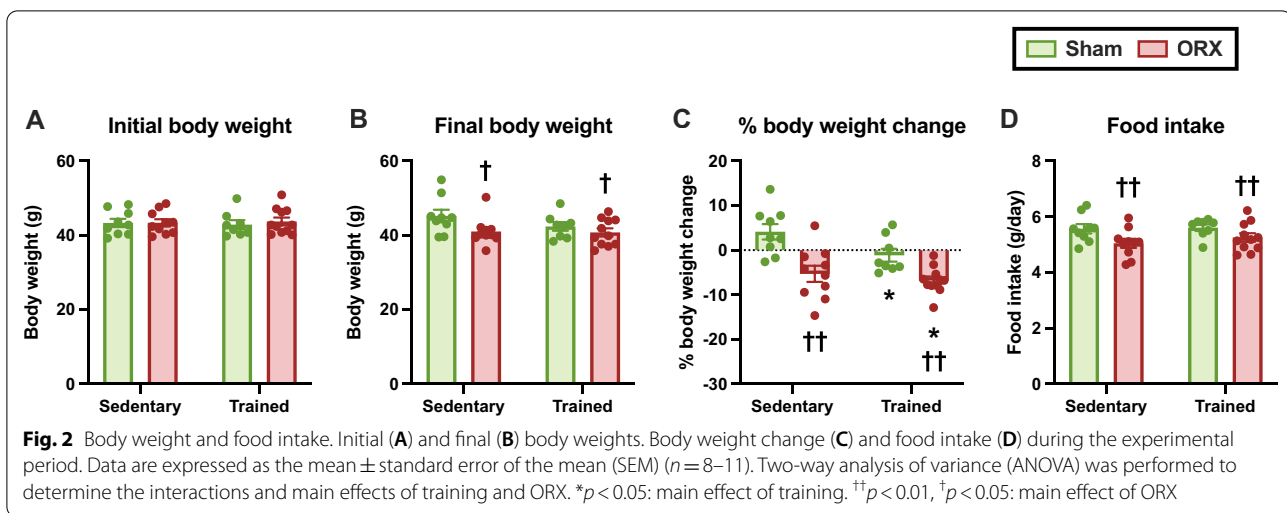 Sham ORX
A Initial body weight
Body weight (g)
60
40
20
0
Sedentary Trained
B Final body weight
Body weight (g)
60
40
20
0
† †
Sedentary Trained
C % body weight change
% body weight change
20
10
0
-10
-20
-30
††
*
*
††
Sedentary Trained
D Food intake
Food intake (g/day)
8
6
4
2
0
†† ††
Sedentary Trained
Fig. 2 Body weight and food intake. Initial (A) and final (B) body weights. Body weight change (C) and food intake (D) during the experimental
period. Data are expressed as the mean ± standard error of the mean (SEM) (n = 8–11). Two-way analysis of variance (ANOVA) was performed to
determine the interactions and main effects of training and ORX. *p < 0.05: main effect of training. ††p < 0.01, †p < 0.05: main effect of ORX